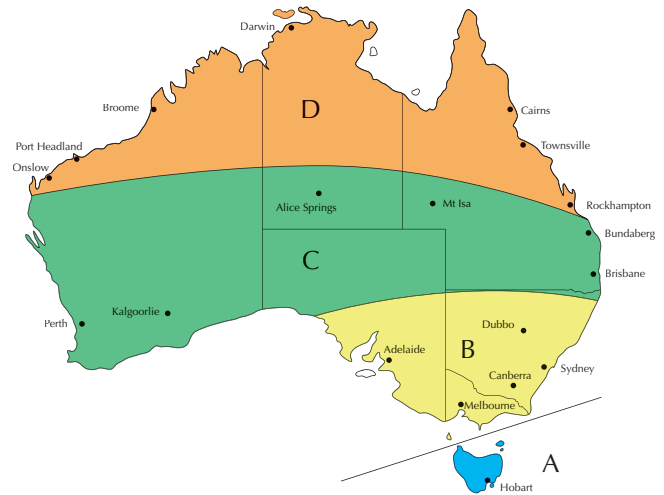 Darwin
Broome
D
Cairns
Port Headland
Townsville
Onslow
Alice Springs
Mt Isa
Rockhampton
Bundaberg
C
Brisbane
Kalgoorlie
Perth
Dubbo
Adelaide
B
Sydney
Canberra
Melbourne
A
Hobart